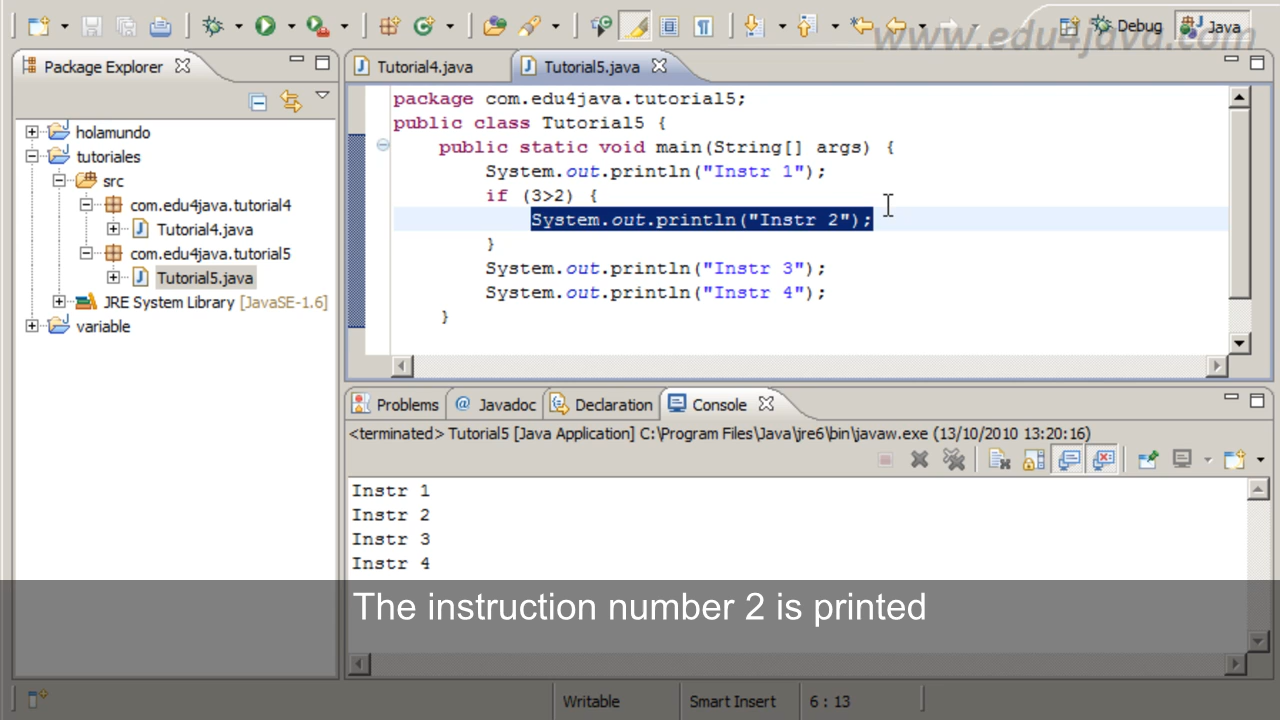 www.edu4java.com
Debug
Java
Package Explorer
Tutorial4.java
Tutorial5.java
holamundo
tutoriales
src
com.edu4java.tutorial4
Tutorial4.java
com.edu4java.tutorial5
Tutorial5.java
JRE System Library [JavaSE-1.6]
variable
package com.edu4java.tutorial5;
public class Tutorial5 {
public static void main(String[] args) {
System.out.println("Instr 1");
if (3>2) {
System.out.println("Instr 2");
}
System.out.println("Instr 3");
System.out.println("Instr 4");
}
Problems
@ Javadoc
Declaration
Console
<terminated> Tutorial5 [Java Application] C:\Program Files\Java\jre6\bin\javaw.exe (13/10/2010 13:20:16)
Instr 1
Instr 2
Instr 3
Instr 4
The instruction number 2 is printed
Writable
Smart Insert
6 : 13